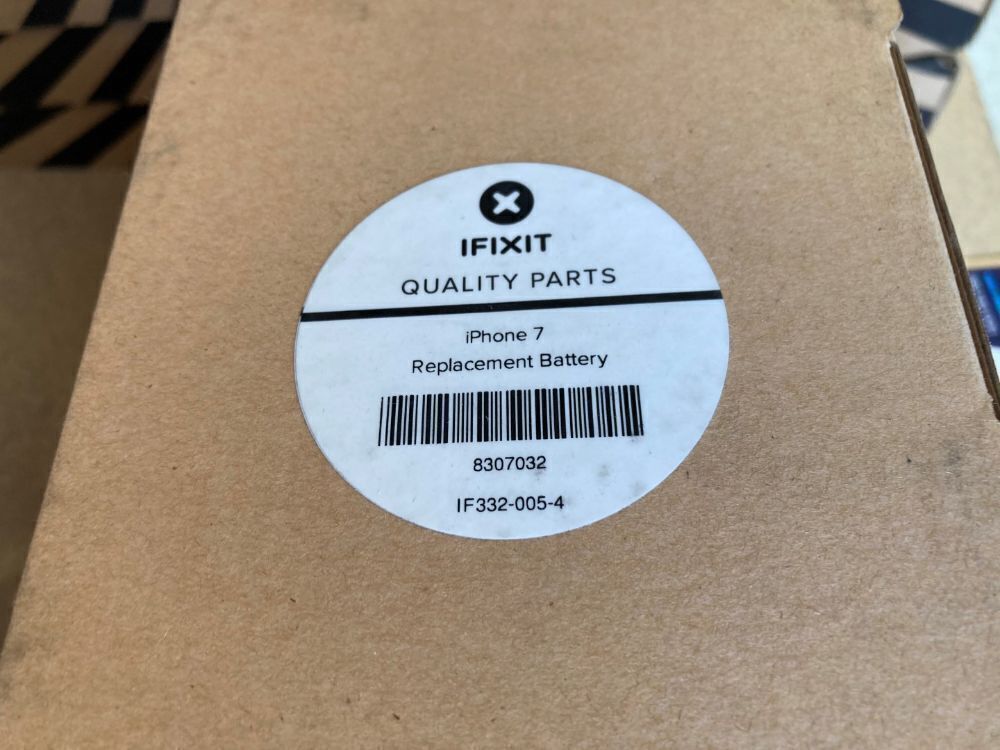 IFIXIT
QUALITY PARTS
iPhone 7
Replacement Battery
8307032
IF332-005-4